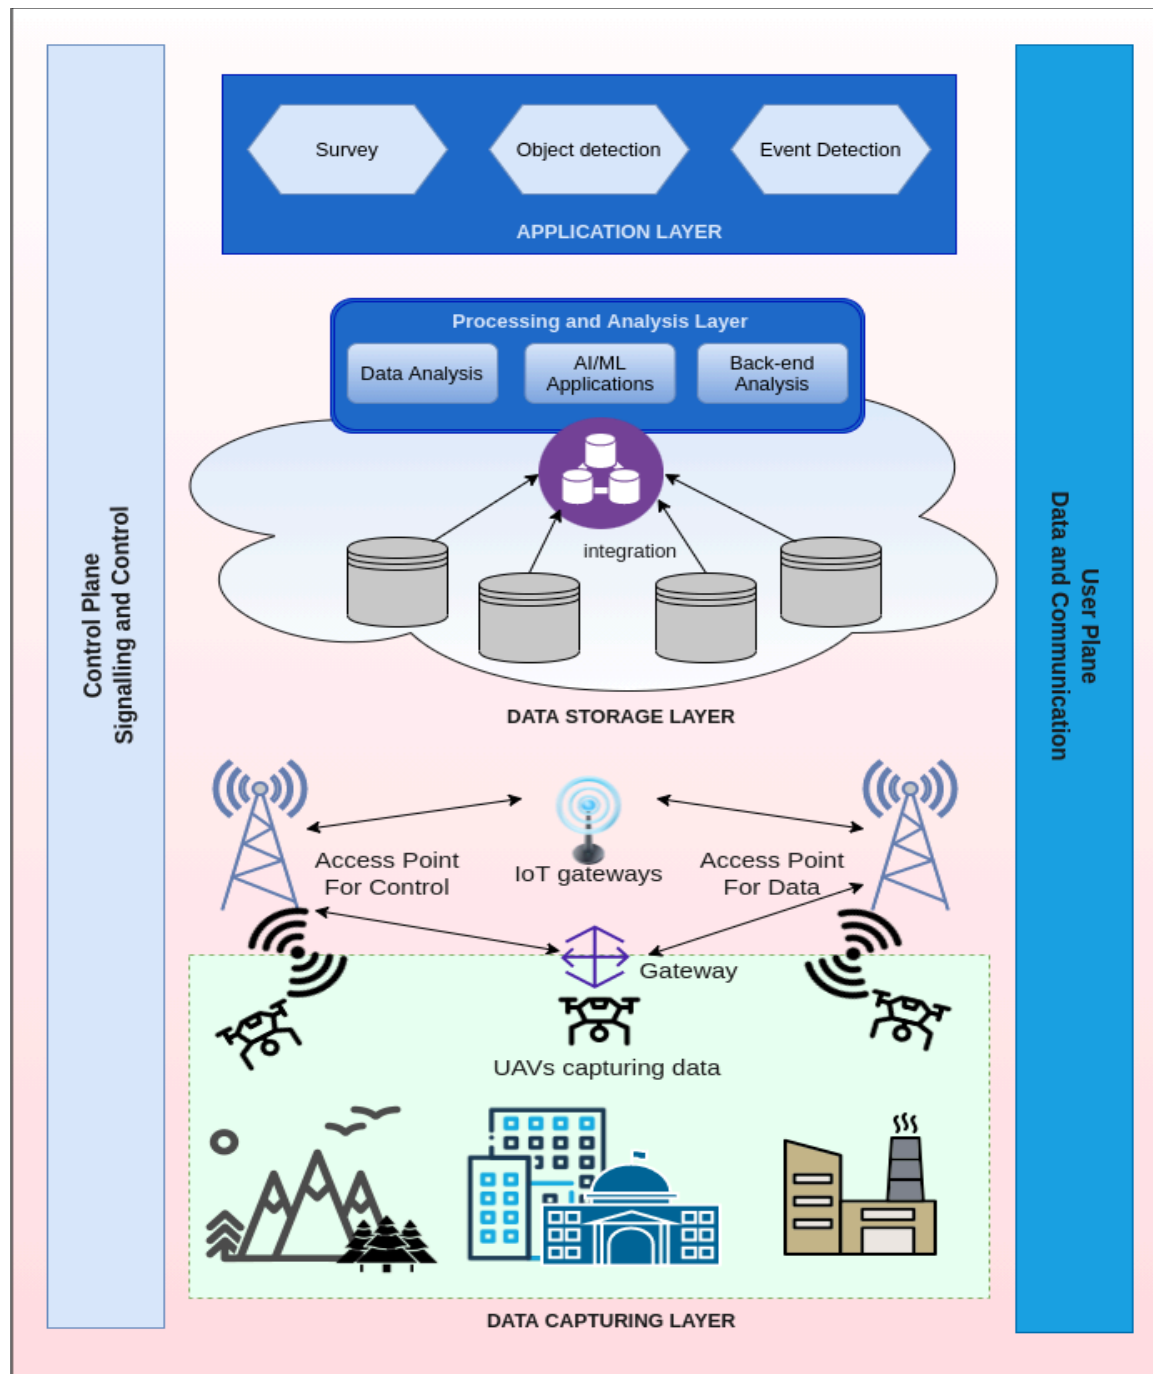 Survey
Object detection
Event Detection
APPLICATION LAYER
Processing and Analysis Layer
Data Analysis
AI/ML
Applications
Back-end
Analysis
integration
DATA STORAGE LAYER
Control Plane
Signalling and Control
User Plane
Data and Communication
Access Point
For Control
IoT gateways
Access Point
For Data
Gateway
UAVs capturing data
DATA CAPTURING LAYER